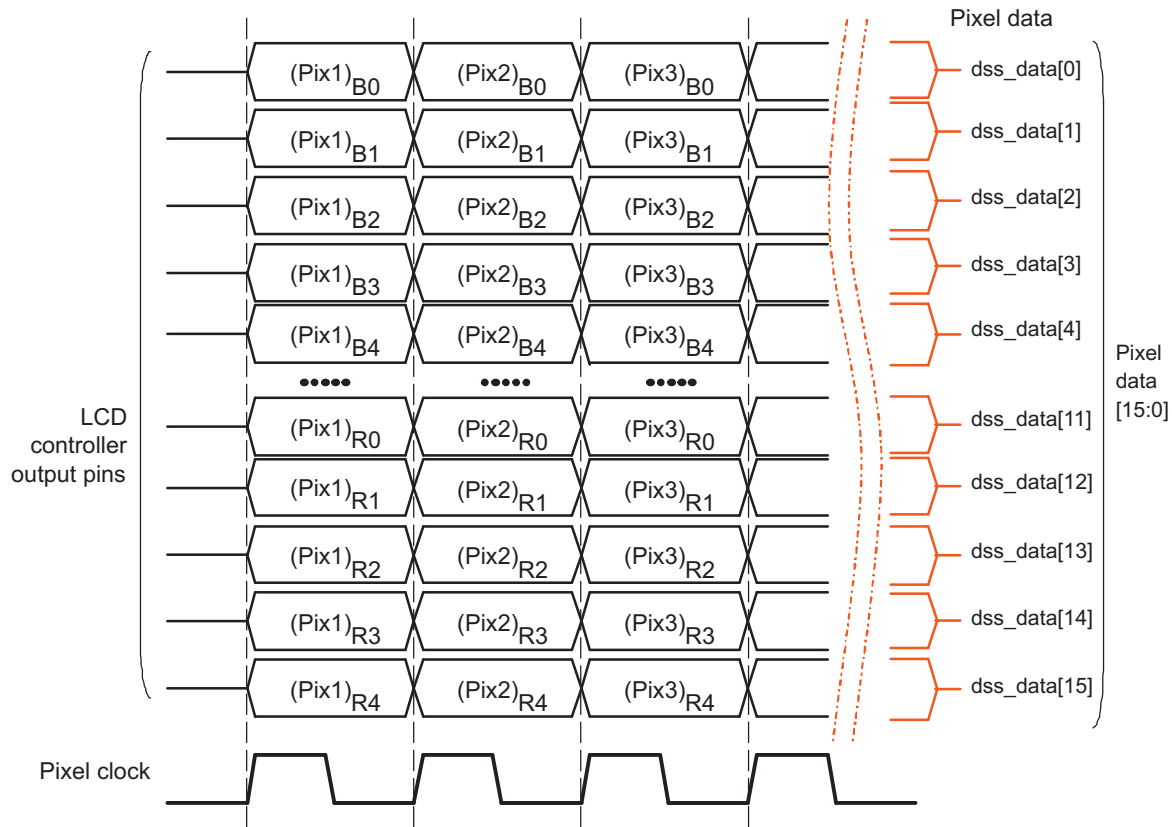 Pixel data
(Pix1)B0 (Pix2)B0 (Pix3)B0 dss_data[0]
(Pix1)B1 (Pix2)B1 (Pix3)B1 dss_data[1]
(Pix1)B2 (Pix2)B2 (Pix3)B2 dss_data[2]
(Pix1)B3 (Pix2)B3 (Pix3)B3 dss_data[3]
(Pix1)B4 (Pix2)B4 (Pix3)B4 dss_data[4]
••••• ••••• •••••
(Pix1)R0 (Pix2)R0 (Pix3)R0 dss_data[11]
(Pix1)R1 (Pix2)R1 (Pix3)R1 dss_data[12]
(Pix1)R2 (Pix2)R2 (Pix3)R2 dss_data[13]
(Pix1)R3 (Pix2)R3 (Pix3)R3 dss_data[14]
(Pix1)R4 (Pix2)R4 (Pix3)R4 dss_data[15]
LCD
controller
output pins
Pixel
data
[15:0]
Pixel clock